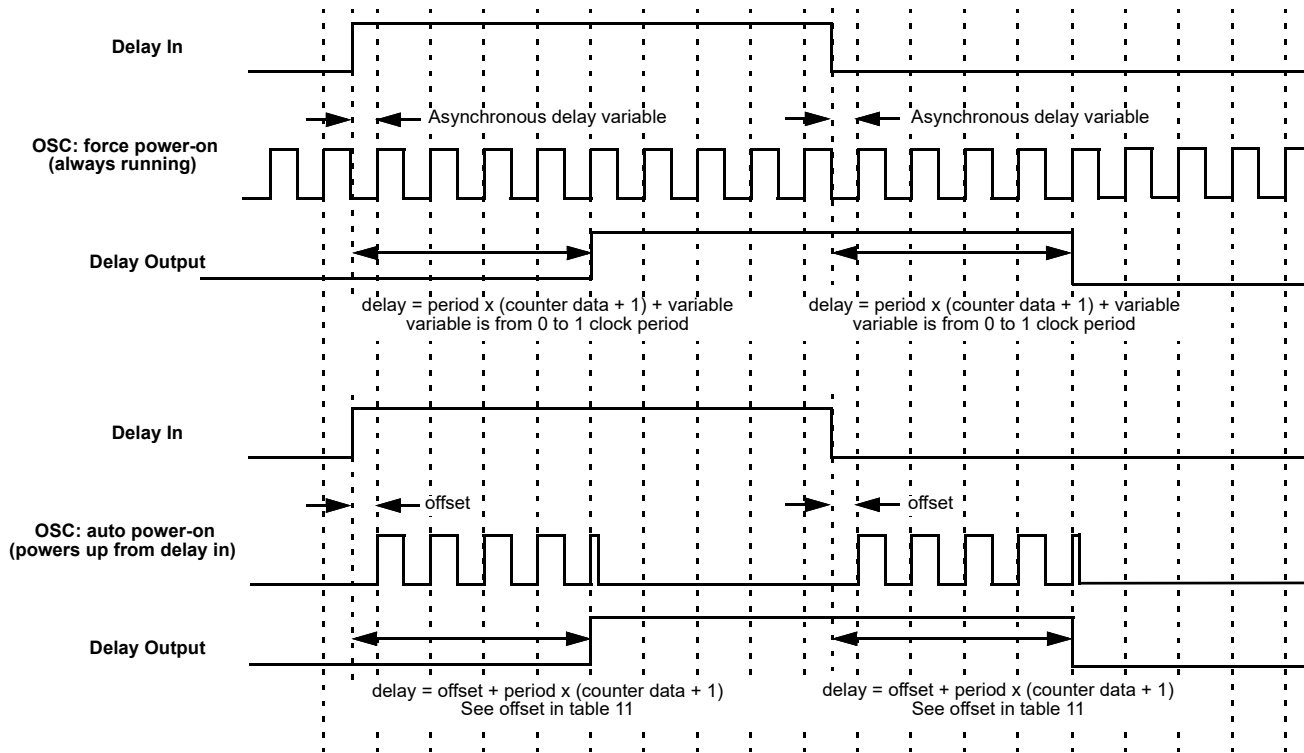 Delay In
Asynchronous delay variable
Asynchronous delay variable
OSC: force power-on
(always running)
Delay Output
delay = period x (counter data + 1) + variable
variable is from 0 to 1 clock period
delay = period x (counter data + 1) + variable
variable is from 0 to 1 clock period
Delay In
offset
offset
OSC: auto power-on
(powers up from delay in)
Delay Output
delay = offset + period x (counter data + 1)
See offset in table 11
delay = offset + period x (counter data + 1)
See offset in table 11